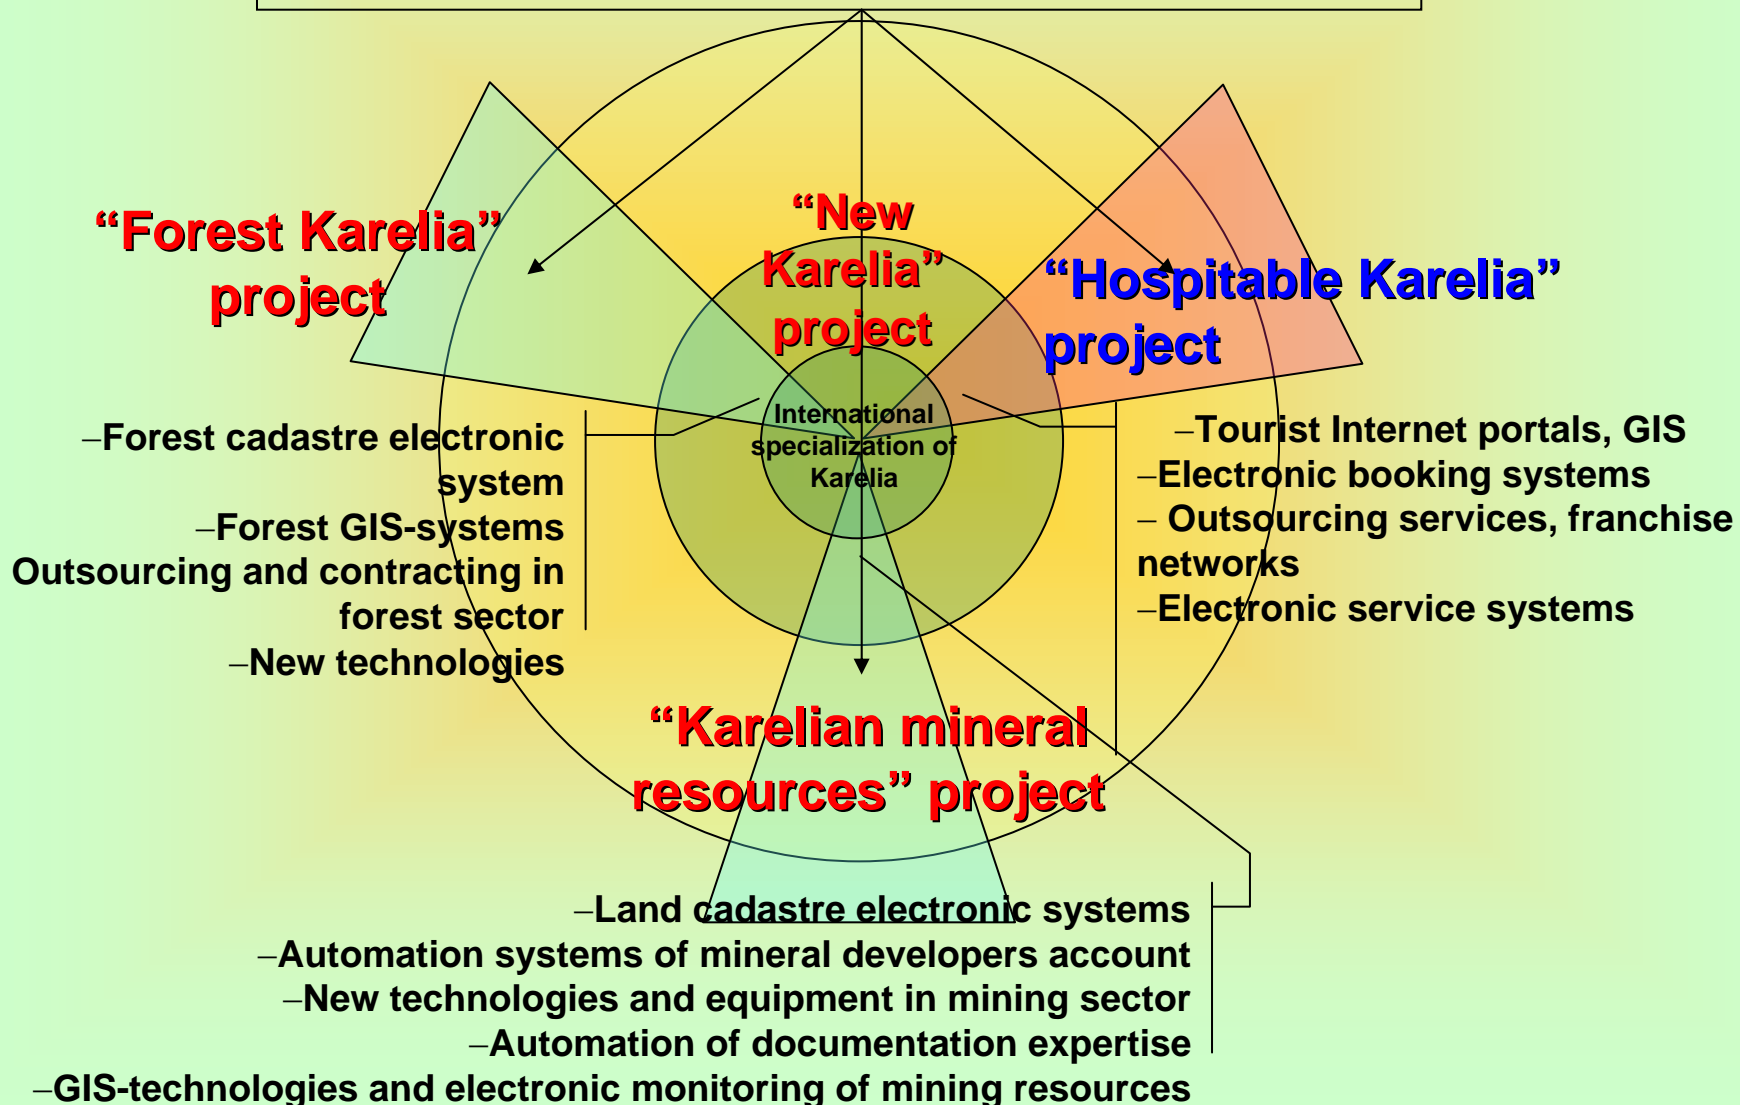 “Forest Karelia”
project
“New
Karelia”
project
“Hospitable Karelia”
project
International
specialization of
Karelia
–Forest cadastre electronic
system
–Forest GIS-systems
Outsourcing and contracting in
forest sector
–New technologies
–Tourist Internet portals, GIS
–Electronic booking systems
– Outsourcing services, franchise
networks
–Electronic service systems
“Karelian mineral
resources” project
–Land cadastre electronic systems
–Automation systems of mineral developers account
–New technologies and equipment in mining sector
–Automation of documentation expertise
–GIS-technologies and electronic monitoring of mining resources